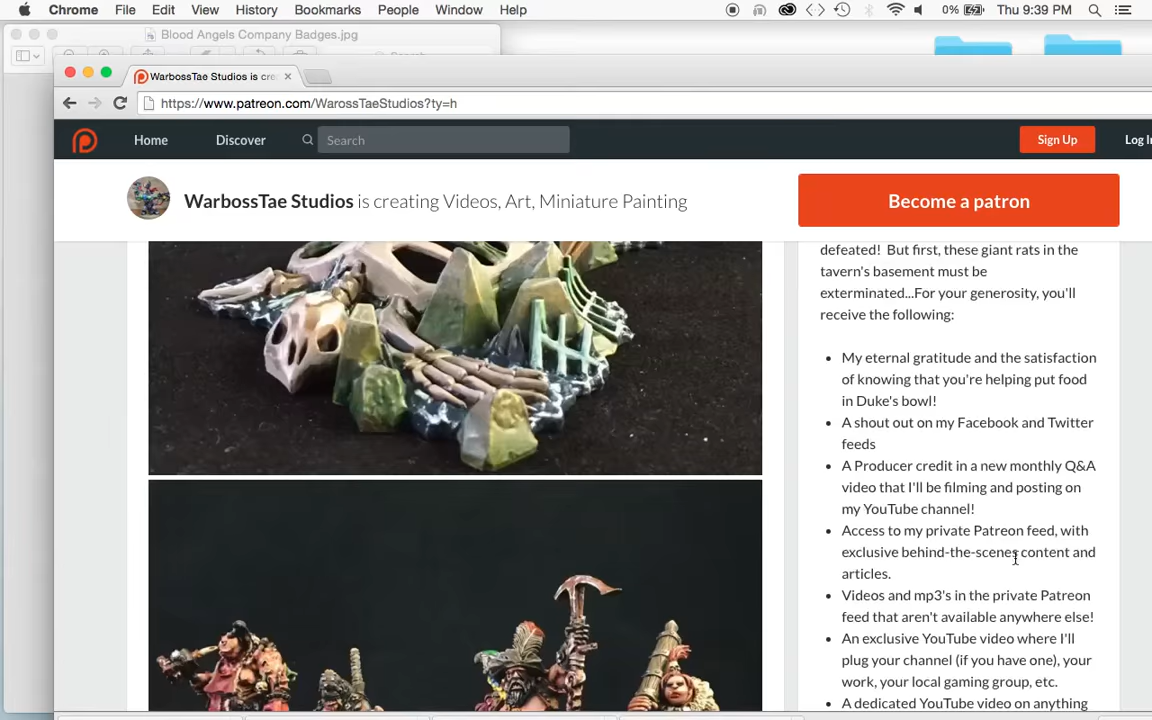 Chrome File Edit View History Bookmarks People Window Help 0% Thu 9:39 PM
Blood Angels Company Badges.jpg
WarbossTae Studios is cre
https://www.patreon.com/WarossTaeStudios?ty=h
Home Discover Search Sign Up Log In
WarbossTae Studios is creating Videos, Art, Miniature Painting
Become a patron
defeated! But first, these giant rats in the
tavern's basement must be
exterminated...For your generosity, you'll
receive the following:
• My eternal gratitude and the satisfaction
of knowing that you're helping put food
in Duke's bowl!
• A shout out on my Facebook and Twitter
feeds
• A Producer credit in a new monthly Q&A
video that I'll be filming and posting on
my YouTube channel!
• Access to my private Patreon feed, with
exclusive behind-the-scenes content and
articles.
• Videos and mp3's in the private Patreon
feed that aren't available anywhere else!
• An exclusive YouTube video where I'll
plug your channel (if you have one), your
work, your local gaming group, etc.
• A dedicated YouTube video on anything